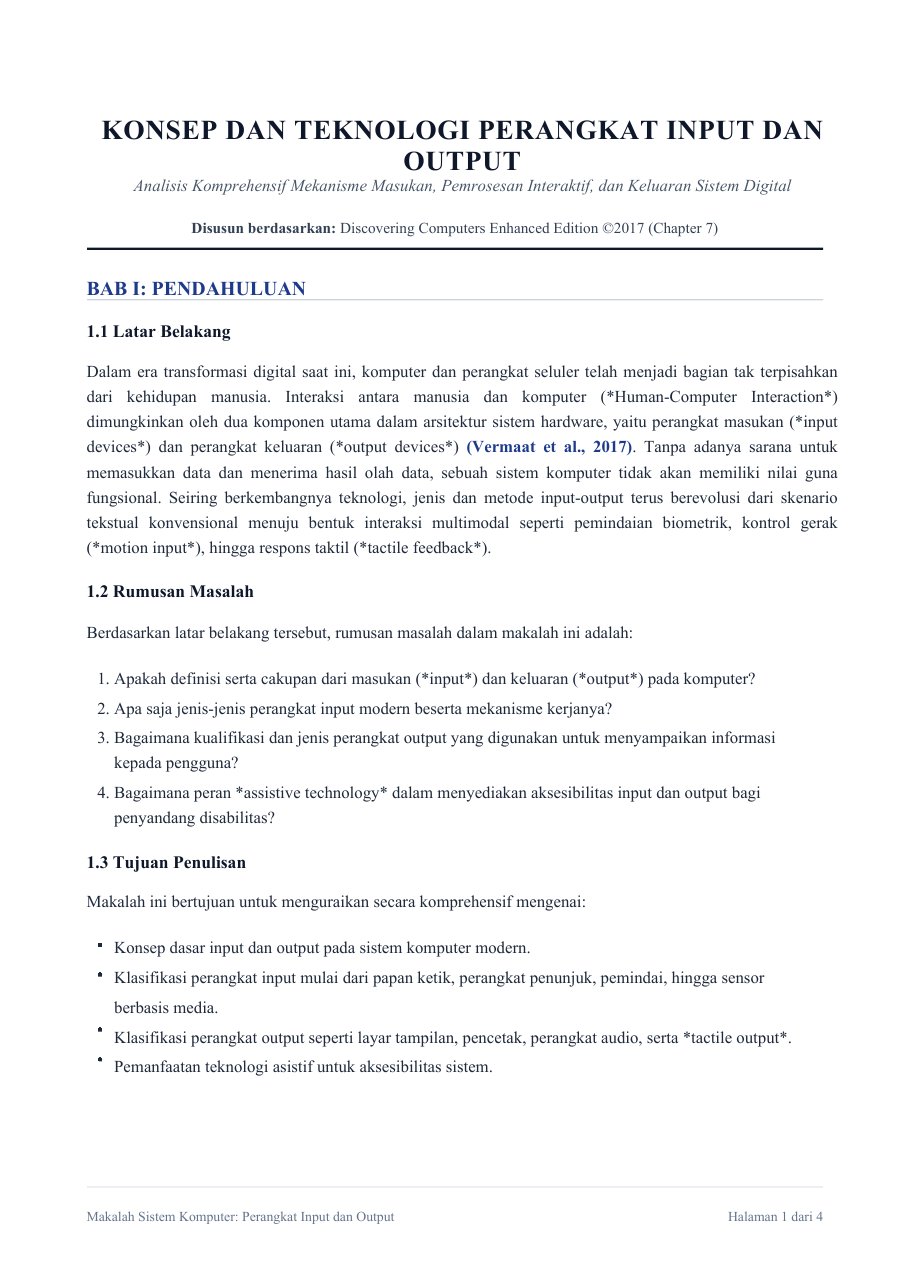 KONSEP DAN TEKNOLOGI PERANGKAT INPUT DAN
OUTPUT
Analisis Komprehensif Mekanisme Masukan, Pemrosesan Interaktif, dan Keluaran Sistem Digital
Disusun berdasarkan: Discovering Computers Enhanced Edition ©2017 (Chapter 7)
BAB I: PENDAHULUAN
1.1 Latar Belakang
Dalam era transformasi digital saat ini, komputer dan perangkat seluler telah menjadi bagian tak terpisahkan
dari kehidupan manusia. Interaksi antara manusia dan komputer (*Human-Computer Interaction*)
dimungkinkan oleh dua komponen utama dalam arsitektur sistem hardware, yaitu perangkat masukan (*input
devices*) dan perangkat keluaran (*output devices*) (Vermaat et al., 2017). Tanpa adanya sarana untuk
memasukkan data dan menerima hasil olah data, sebuah sistem komputer tidak akan memiliki nilai guna
fungsional. Seiring berkembangnya teknologi, jenis dan metode input-output terus berevolusi dari skenario
tekstual konvensional menuju bentuk interaksi multimodal seperti pemindaian biometrik, kontrol gerak
(*motion input*), hingga respons taktil (*tactile feedback*).
1.2 Rumusan Masalah
Berdasarkan latar belakang tersebut, rumusan masalah dalam makalah ini adalah:
1. Apakah definisi serta cakupan dari masukan (*input*) dan keluaran (*output*) pada komputer?
2. Apa saja jenis-jenis perangkat input modern beserta mekanisme kerjanya?
3. Bagaimana kualifikasi dan jenis perangkat output yang digunakan untuk menyampaikan informasi
kepada pengguna?
4. Bagaimana peran *assistive technology* dalam menyediakan aksesibilitas input dan output bagi
penyandang disabilitas?
1.3 Tujuan Penulisan
Makalah ini bertujuan untuk menguraikan secara komprehensif mengenai:
▪ Konsep dasar input dan output pada sistem komputer modern.
• Klasifikasi perangkat input mulai dari papan ketik, perangkat penunjuk, pemindai, hingga sensor
berbasis media.
• Klasifikasi perangkat output seperti layar tampilan, pencetak, perangkat audio, serta *tactile output*.
• Pemanfaatan teknologi asistif untuk aksesibilitas sistem.
Makalah Sistem Komputer: Perangkat Input dan Output
Halaman 1 dari 4